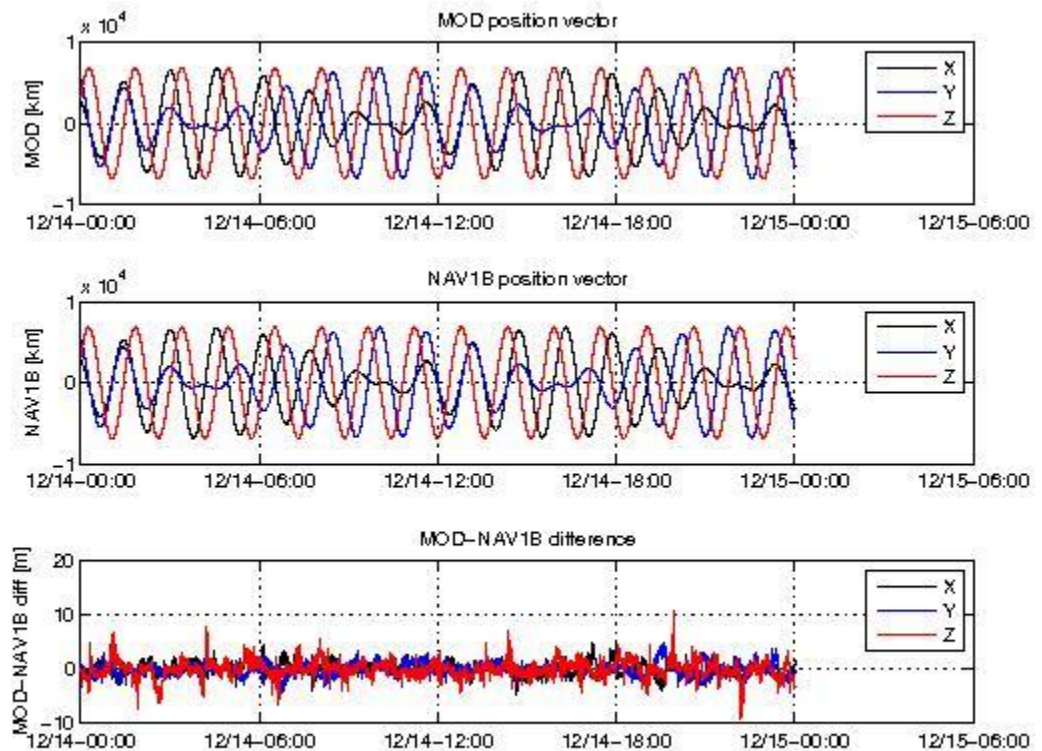 MOD position vector
x 10^4
1
0
-1
MOD [km]
X
Y
Z
12/14-00:00 12/14-06:00 12/14-12:00 12/14-18:00 12/15-00:00 12/15-06:00
NAV1B position vector
x 10^4
1
0
-1
NAV1B [km]
X
Y
Z
12/14-00:00 12/14-06:00 12/14-12:00 12/14-18:00 12/15-00:00 12/15-06:00
MOD-NAV1B difference
20
10
0
-10
MOD-NAV1B diff [m]
X
Y
Z
12/14-00:00 12/14-06:00 12/14-12:00 12/14-18:00 12/15-00:00 12/15-06:00